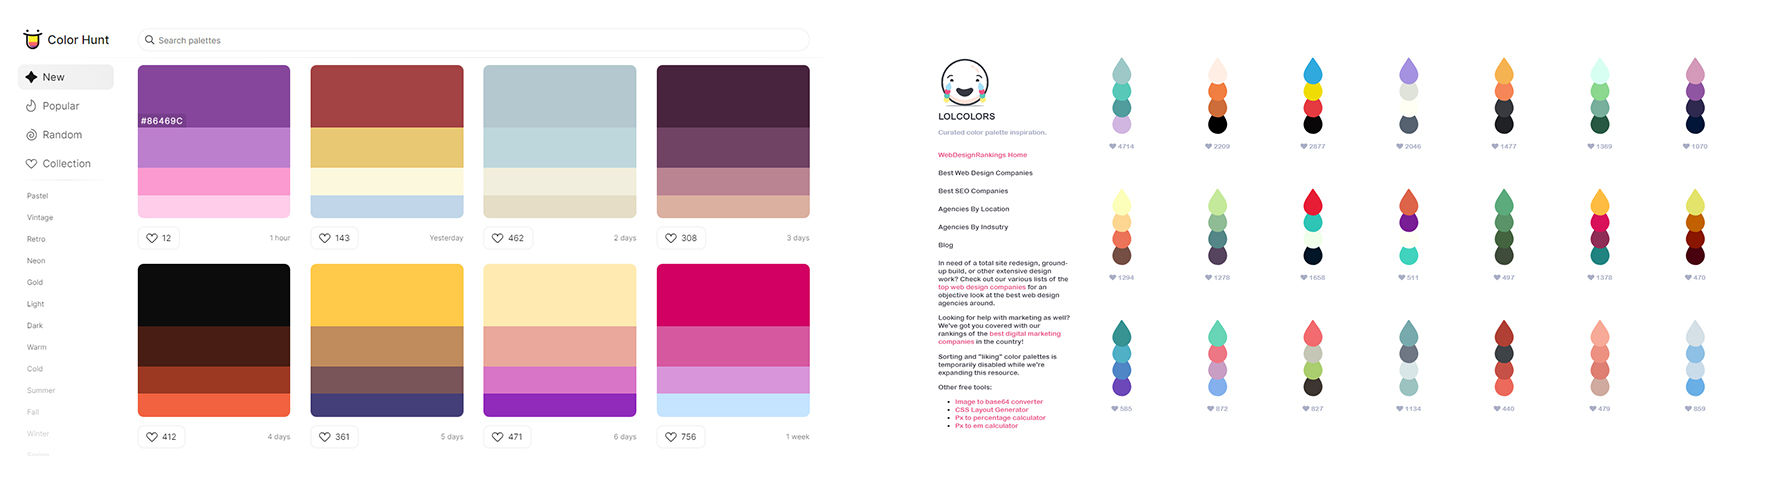 Color Hunt
Search palettes
New
Popular
Random
Collection
Pastel
Vintage
Retro
Neon
Gold
Light
Dark
Warm
Cold
Summer
Fall
Winter
#86469C
12
1 hour
143
Yesterday
462
2 days
308
3 days
412
4 days
361
5 days
471
6 days
756
1 week
LOLCOLORS
Curated color palette inspiration.
WebDesignRankings Home
Best Web Design Companies
Best SEO Companies
Agencies By Location
Agencies By Indsutry
Blog
In need of a total site redesign, ground-
up build, or other extensive design
work? Check out our various lists of the
top web design companies for an
objective look at the best web design
agencies around.
Looking for help with marketing as well?
We've got you covered with our
rankings of the best digital marketing
companies in the country!
Sorting and "liking" color palettes is
temporarily disabled while we're
expanding this resource.
Other free tools:
Image to base64 converter
CSS Layout Generator
Px to percentage calculator
Px to em calculator
4714
2209
2877
2046
1477
1369
1070
1294
1278
1658
511
497
1378
470
585
872
827
1134
440
479
859